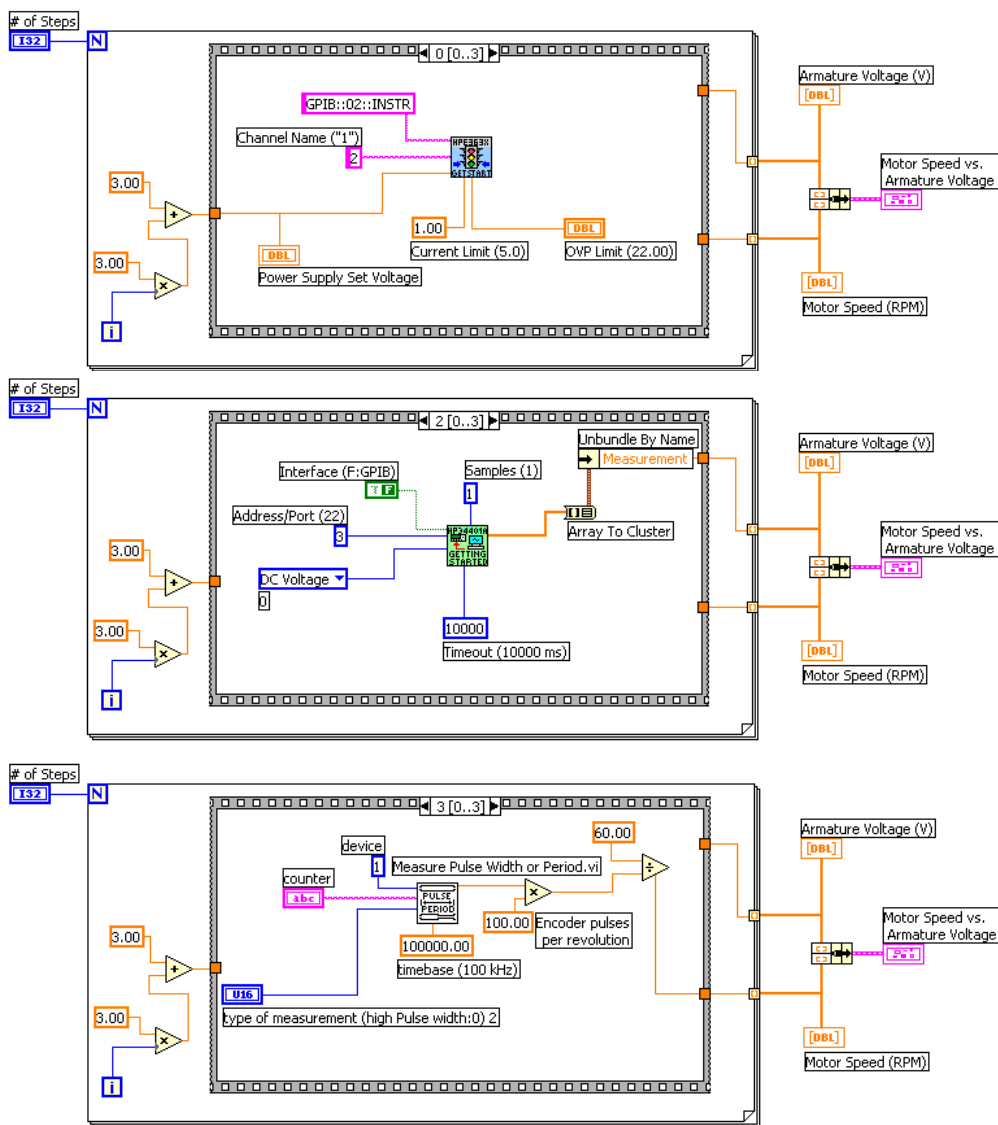 # of Steps
I32
N
0 [0..3]
Armature Voltage (V)
[DBL]
GPIB::02::INSTR
Channel Name ("1")
2
HPE363X
GETSTART
Motor Speed vs.
Armature Voltage
3.00
+
1.00
DBL
Current Limit (5.0)
OVP Limit (22.00)
DBL
Power Supply Set Voltage
3.00
x
i
[DBL]
Motor Speed (RPM)
# of Steps
I32
N
2 [0..3]
Unbundle By Name
Measurement
Armature Voltage (V)
[DBL]
Interface (F:GPIB)
F
Samples (1)
1
Address/Port (22)
3
HP34401A
GETTING
STARTED
Array To Cluster
Motor Speed vs.
Armature Voltage
3.00
+
DC Voltage
0
3.00
x
10000
Timeout (10000 ms)
i
[DBL]
Motor Speed (RPM)
# of Steps
I32
N
3 [0..3]
60.00
÷
Armature Voltage (V)
[DBL]
device
1
Measure Pulse Width or Period.vi
counter
abc
PULSE
PERIOD
x
100.00
Encoder pulses
per revolution
Motor Speed vs.
Armature Voltage
3.00
+
100000.00
timebase (100 kHz)
U16
type of measurement (high Pulse width:0) 2
3.00
x
i
[DBL]
Motor Speed (RPM)